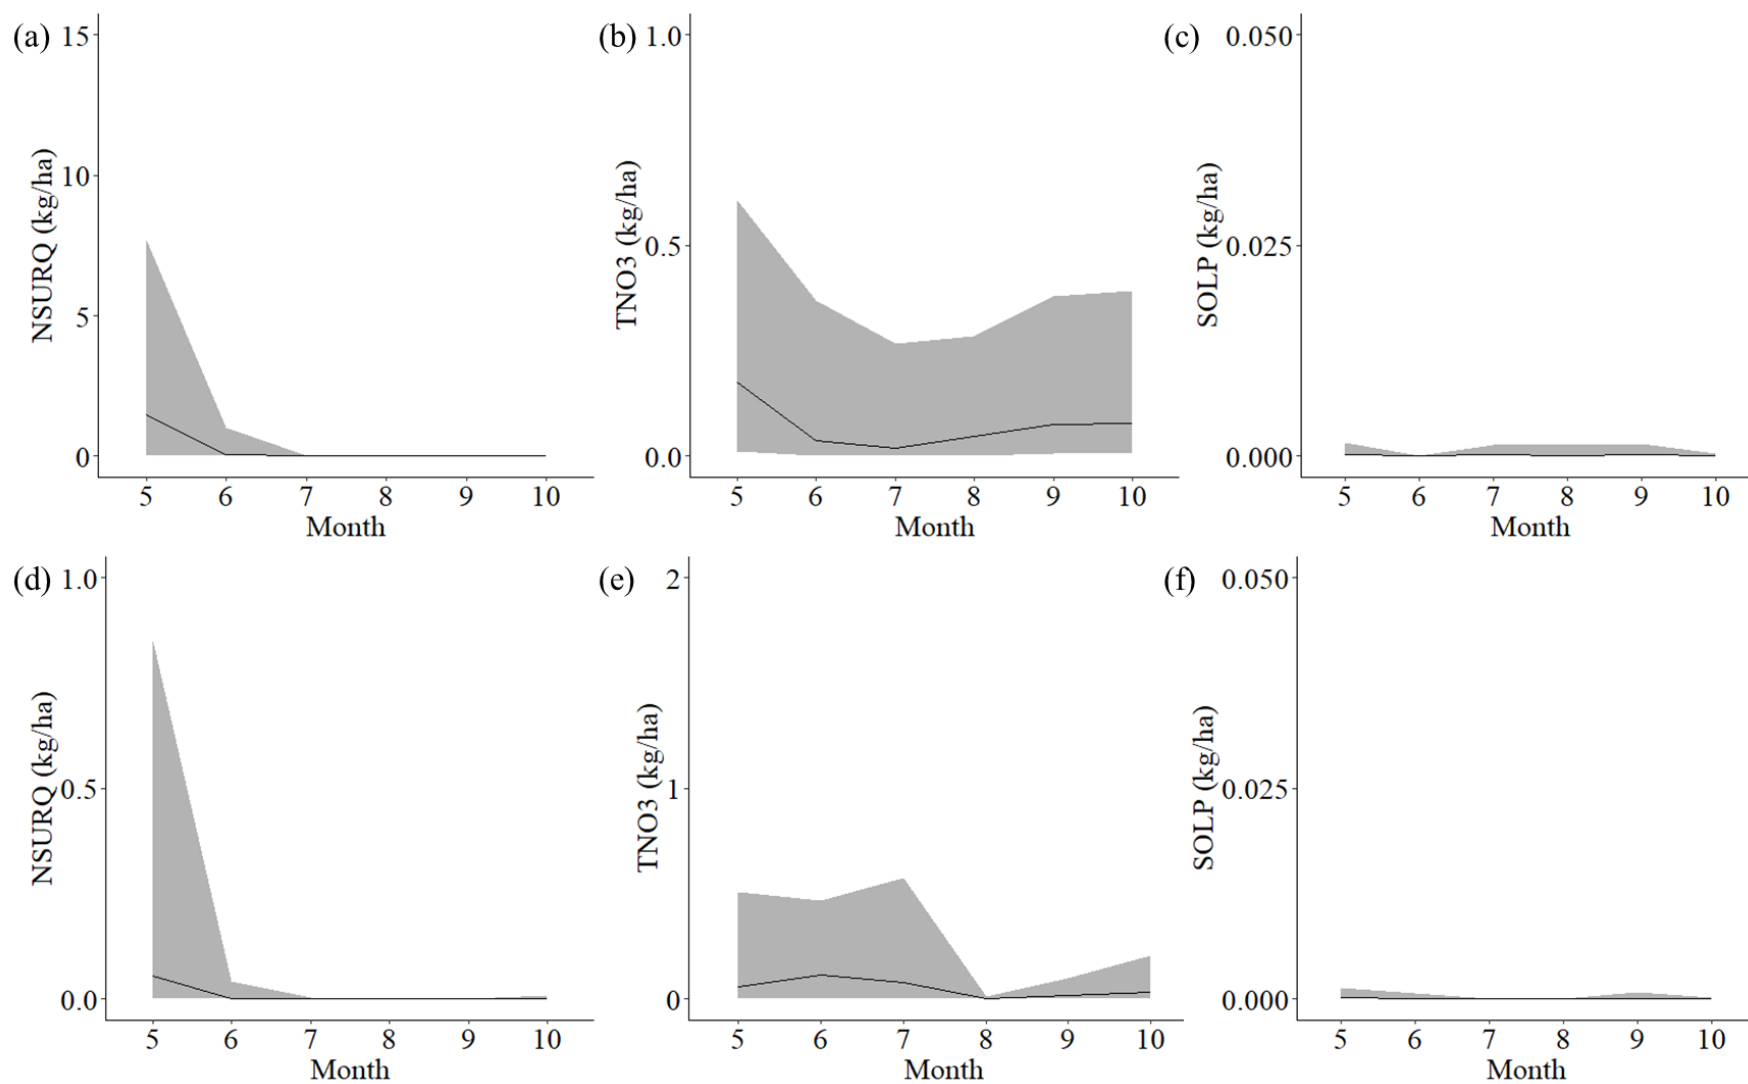 (a)
NSURQ (kg/ha)
15
10
5
0
5 6 7 8 9 10
Month
(b)
TNO3 (kg/ha)
1.0
0.5
0.0
5 6 7 8 9 10
Month
(c)
SOLP (kg/ha)
0.050
0.025
0.000
5 6 7 8 9 10
Month
(d)
NSURQ (kg/ha)
1.0
0.5
0.0
5 6 7 8 9 10
Month
(e)
TNO3 (kg/ha)
2
1
0
5 6 7 8 9 10
Month
(f)
SOLP (kg/ha)
0.050
0.025
0.000
5 6 7 8 9 10
Month